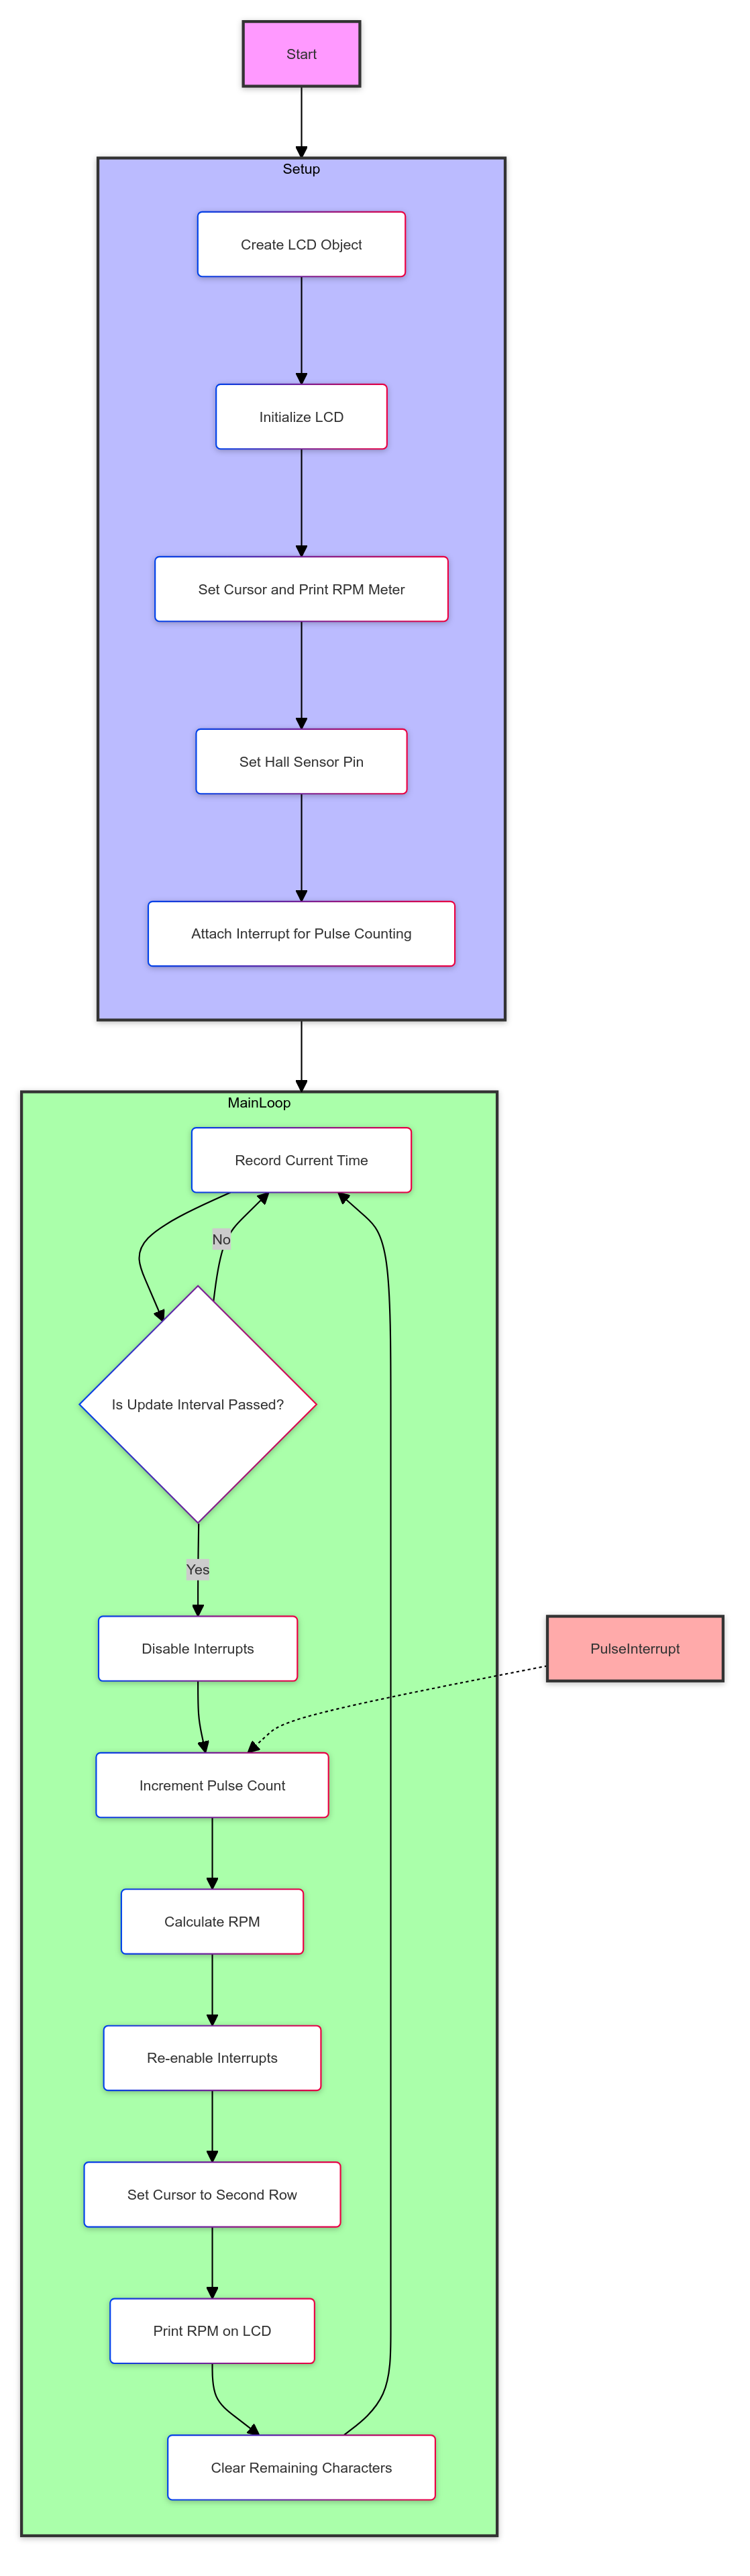 Start
Setup
Create LCD Object
Initialize LCD
Set Cursor and Print RPM Meter
Set Hall Sensor Pin
Attach Interrupt for Pulse Counting
MainLoop
Record Current Time
No
Is Update Interval Passed?
Yes
Disable Interrupts
PulseInterrupt
Increment Pulse Count
Calculate RPM
Re-enable Interrupts
Set Cursor to Second Row
Print RPM on LCD
Clear Remaining Characters